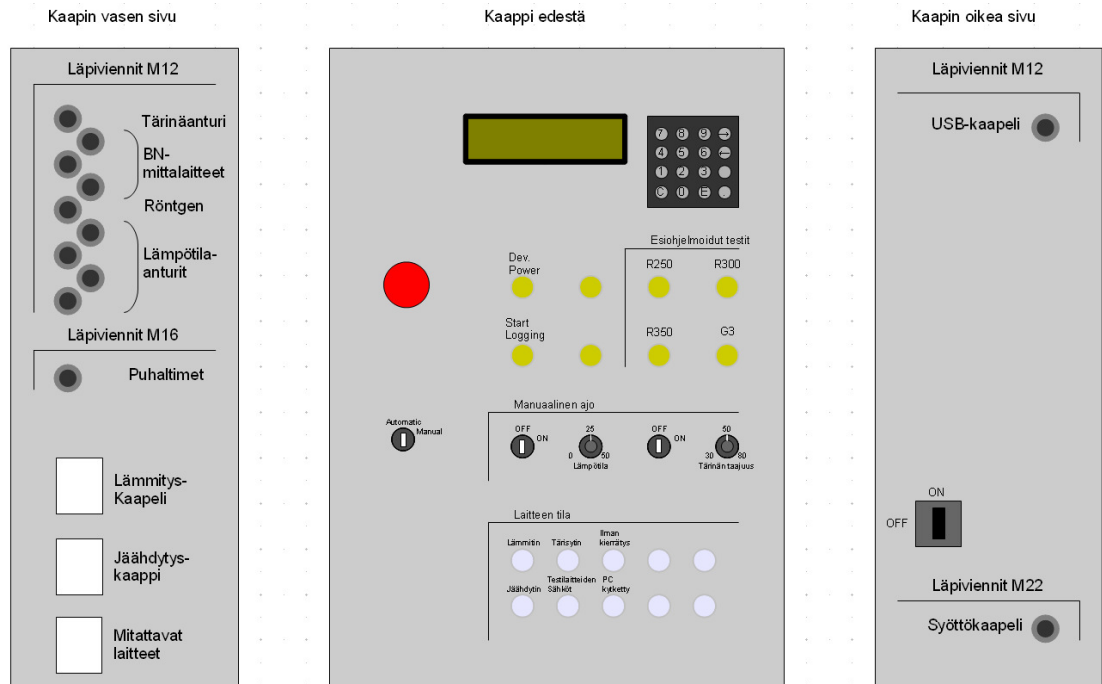 Kaapin vasen sivu
Kaappi edestä
Kaapin oikea sivu
Läpiviennit M12
Tärinäanturi
BN-
mittalaitteet
Röntgen
Lämpötila-
anturit
Läpiviennit M16
Puhaltimet
Lämmitys-
Kaapeli
Jäähdytys-
kaappi
Mitattavat
laitteet
7 8 9 →
4 5 6 ←
1 2 3
C 0 E .
Esiohjelmoidut testit
Dev.
Power
R250
R300
Start
Logging
R350
G3
Manuaalinen ajo
Automatic
Manual
OFF
ON
25
0
50
Lämpötila
OFF
ON
50
30
80
Tärinän taajuus
Laitteen tila
Lämmitin
Tärisytin
Ilman
kierrätys
Jäähdytin
Testilaitteiden
Sähköt
PC
kytketty
Läpiviennit M12
USB-kaapeli
ON
OFF
Läpiviennit M22
Syöttökaapeli